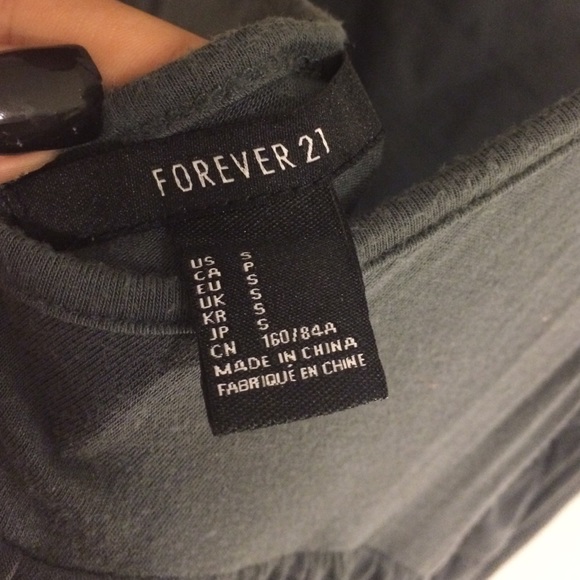 FOREVER 21
US S
CA P
EU S
UK S
KR S
JP S
CN 160/84A
MADE IN CHINA
FABRIQUÉ EN CHINE